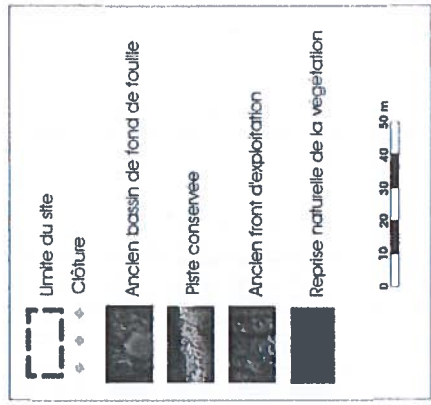 Limite du site
Clôture
Ancien bassin de fond de fouille
Piste conservée
Ancien front d'exploitation
Reprise naturelle de la végétation
0 10 20 30 40 50 m